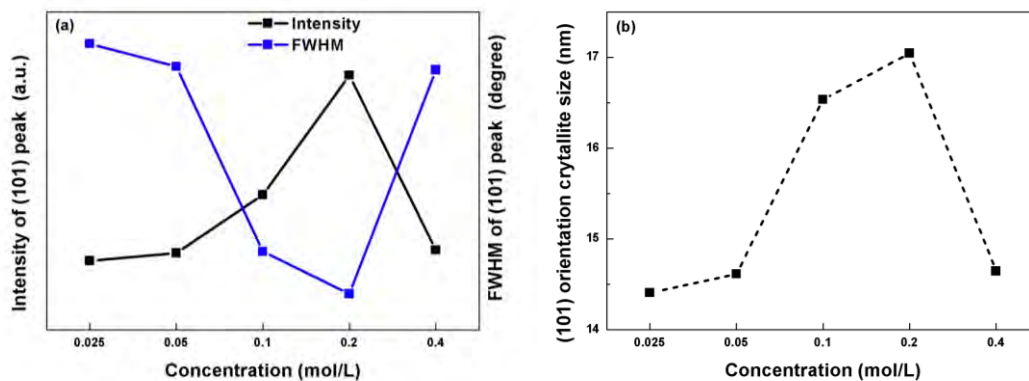 (a)
Intensity
FWHM
Intensity of (101) peak (a.u.)
FWHM of (101) peak (degree)
0.025 0.05 0.1 0.2 0.4
Concentration (mol/L)
(b)
(101) orientation crytallite size (nm)
17
16
15
14
0.025 0.05 0.1 0.2 0.4
Concentration (mol/L)